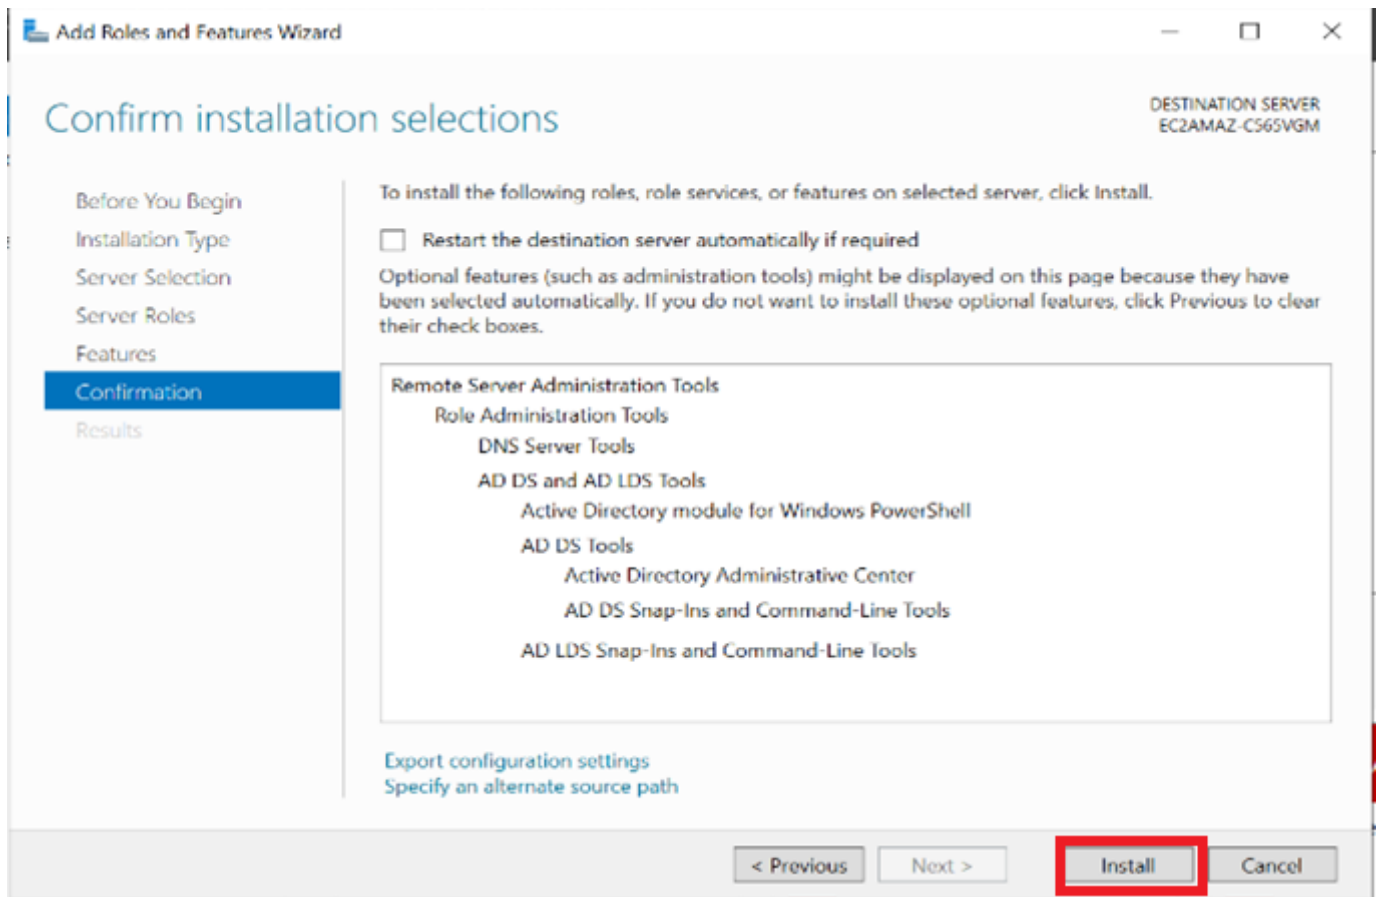 Add Roles and Features Wizard
Confirm installation selections
DESTINATION SERVER
EC2AMAZ-C565VGM
Before You Begin
Installation Type
Server Selection
Server Roles
Features
Confirmation
Results
To install the following roles, role services, or features on selected server, click Install.
Restart the destination server automatically if required
Optional features (such as administration tools) might be displayed on this page because they have
been selected automatically. If you do not want to install these optional features, click Previous to clear
their check boxes.
Remote Server Administration Tools
Role Administration Tools
DNS Server Tools
AD DS and AD LDS Tools
Active Directory module for Windows PowerShell
AD DS Tools
Active Directory Administrative Center
AD DS Snap-Ins and Command-Line Tools
AD LDS Snap-Ins and Command-Line Tools
Export configuration settings
Specify an alternate source path
< Previous
Next >
Install
Cancel